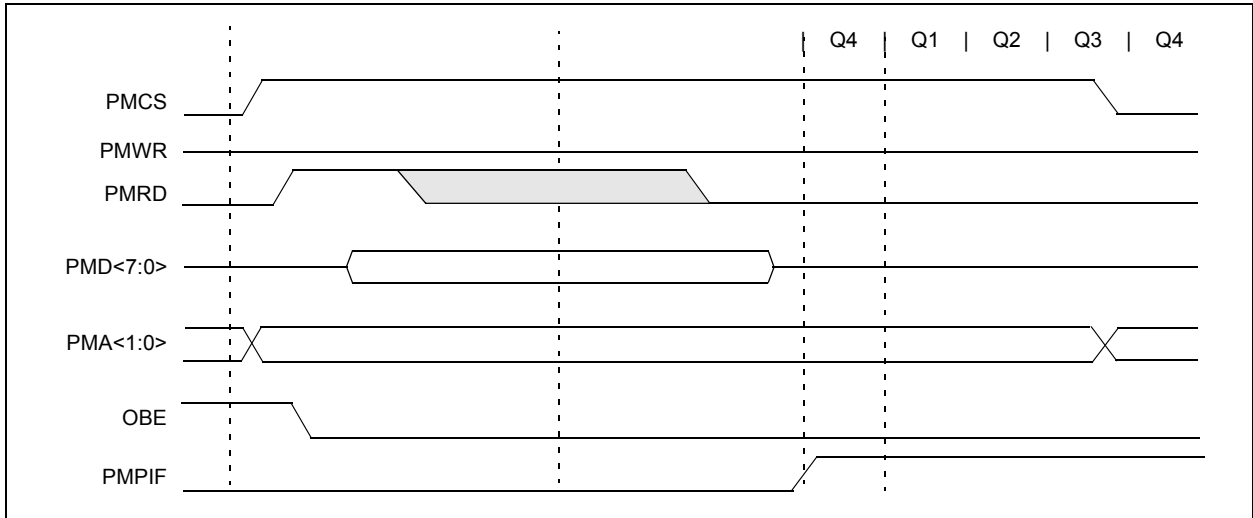 | Q4 | Q1 | Q2 | Q3 | Q4
PMCS
PMWR
PMRD
PMD<7:0>
PMA<1:0>
OBE
PMPIF